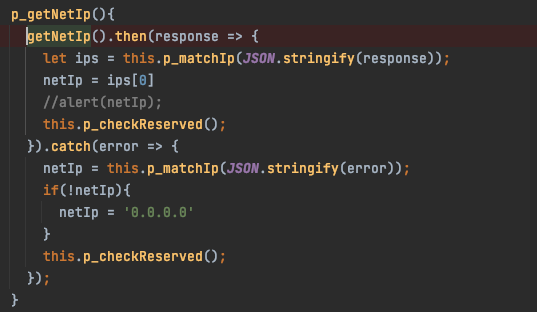 p_getNetIp(){
  getNetIp().then(response => {
    let ips = this.p_matchIp(JSON.stringify(response));
    netIp = ips[0]
    //alert(netIp);
    this.p_checkReserved();
  }).catch(error => {
    netIp = this.p_matchIp(JSON.stringify(error));
    if(!netIp){
      netIp = '0.0.0.0'
    }
    this.p_checkReserved();
  });
}